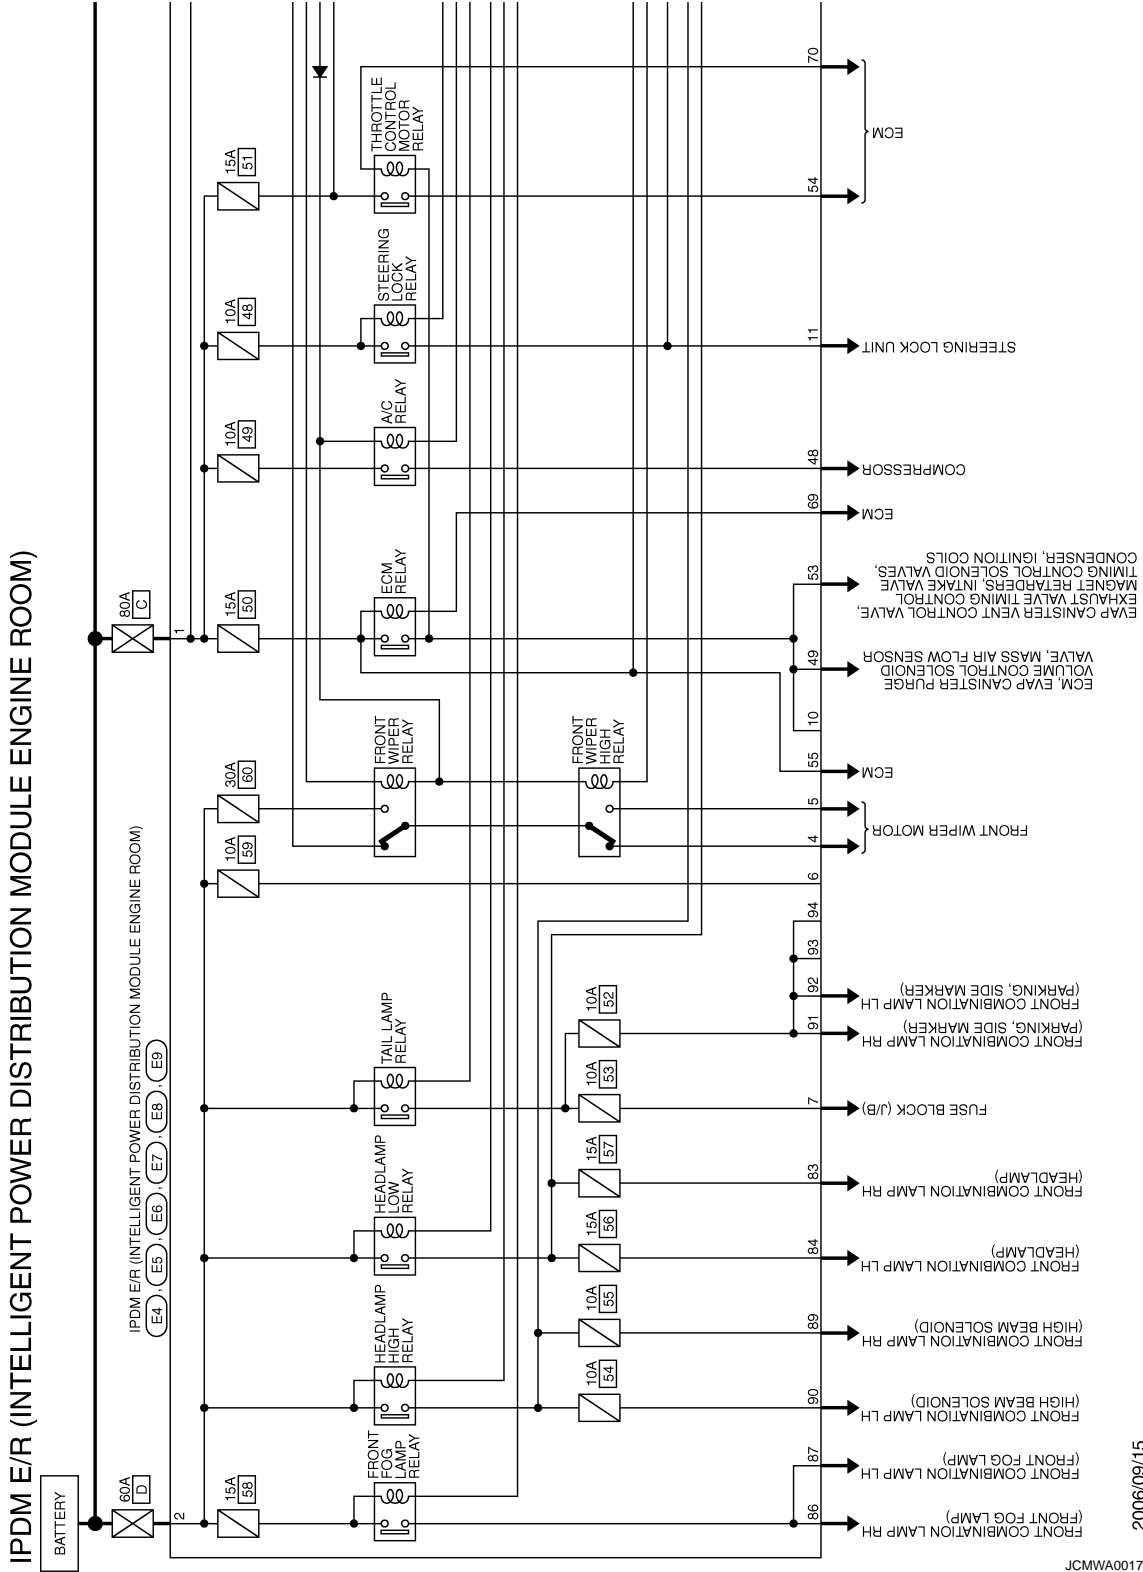 IPDM E/R (INTELLIGENT POWER DISTRIBUTION MODULE ENGINE ROOM)
BATTERY
60A
D
80A
C
IPDM E/R (INTELLIGENT POWER DISTRIBUTION MODULE ENGINE ROOM)
E4 , E5 , E6 , E7 , E8 , E9
2
1
15A
58
10A
59
30A
60
15A
50
10A
49
10A
48
15A
51
FRONT
FOG
LAMP
RELAY
HEADLAMP
HIGH
RELAY
HEADLAMP
LOW
RELAY
TAIL LAMP
RELAY
FRONT
WIPER
RELAY
ECM
RELAY
A/C
RELAY
STEERING
LOCK
RELAY
THROTTLE
CONTROL
MOTOR
RELAY
10A
54
10A
55
15A
56
15A
57
10A
53
10A
52
FRONT
WIPER
HIGH
RELAY
86
87
90
89
84
83
7
91
92
93
94
6
4
5
55
10
49
53
69
48
11
54
70
FRONT COMBINATION LAMP RH
(FRONT FOG LAMP)
FRONT COMBINATION LAMP LH
(FRONT FOG LAMP)
FRONT COMBINATION LAMP LH
(HIGH BEAM SOLENOID)
FRONT COMBINATION LAMP RH
(HIGH BEAM SOLENOID)
FRONT COMBINATION LAMP LH
(HEADLAMP)
FRONT COMBINATION LAMP RH
(HEADLAMP)
FUSE BLOCK (J/B)
FRONT COMBINATION LAMP RH
(PARKING, SIDE MARKER)
FRONT COMBINATION LAMP LH
(PARKING, SIDE MARKER)
FRONT WIPER MOTOR
ECM
ECM, EVAP CANISTER PURGE
VOLUME CONTROL SOLENOID
VALVE, MASS AIR FLOW SENSOR
EVAP CANISTER VENT CONTROL VALVE,
EXHAUST VALVE TIMING CONTROL
MAGNET RETARDERS, INTAKE VALVE
TIMING CONTROL SOLENOID VALVES,
CONDENSER, IGNITION COILS
ECM
COMPRESSOR
STEERING LOCK UNIT
ECM
2006/09/15
JCMWA0017